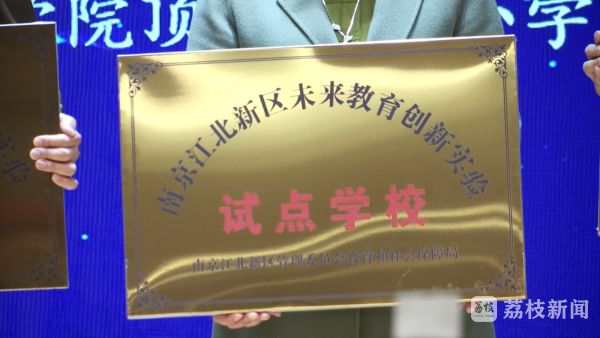 院顶
学
南京江北新区未来教育创新实验
试点学校
南京江北新区管理委员会教育和社会保障局
荔枝
荔枝新闻